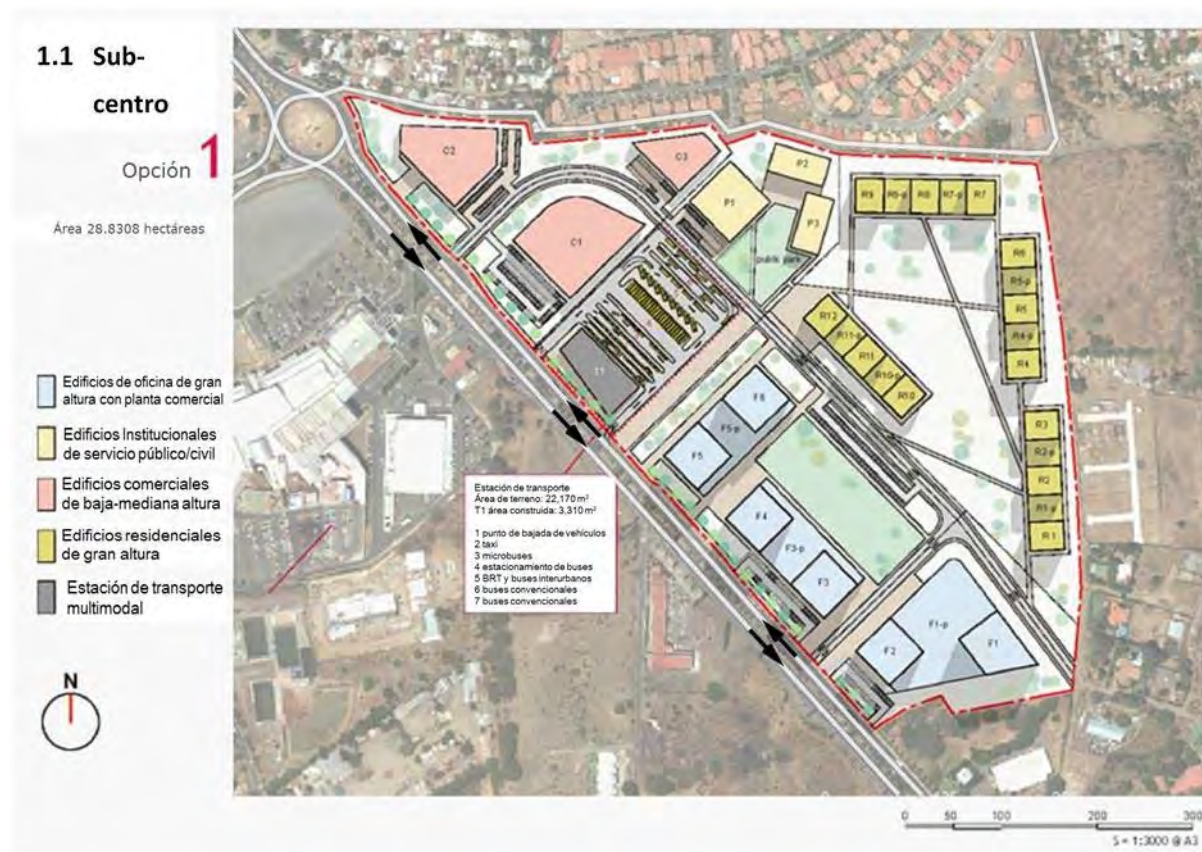 1.1 Sub-
centro
Opción 1
Área 28.8308 hectáreas
Edificios de oficina de gran
altura con planta comercial
Edificios Institucionales
de servicio público/civil
Edificios comerciales
de baja-mediana altura
Edificios residenciales
de gran altura
Estación de transporte
multimodal
N
C2
C3
C1
P2
P1
P3
public park
R9
R8-p
R8
R7-p
R7
R6
R5-p
R5
R4-p
R4
R3
R2-p
R2
R1-p
R1
R12
R11-p
R11
R10-p
R10
T1
F6
F5-p
F5
F4
F3-p
F3
F2
F1-p
F1
Estación de transporte
Área de terreno: 22,170 m²
T1 área construida: 3,310 m²
1 punto de bajada de vehículos
2 taxi
3 microbuses
4 estacionamiento de buses
5 BRT y buses interurbanos
6 buses convencionales
7 buses convencionales
0 50 100 200 300
S = 1:3000 @ A3